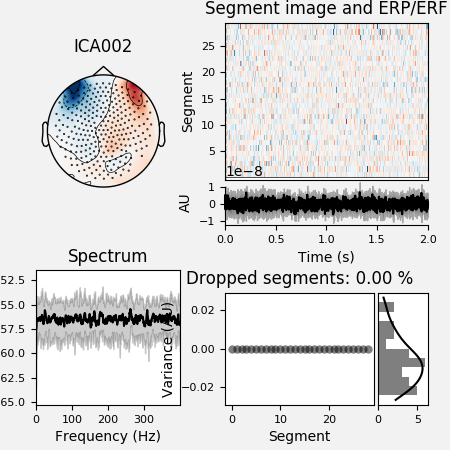 Segment image and ERP/ERF
ICA002
Segment
25
20
15
10
5
1e−8
AU
1
0
−1
0.0 0.5 1.0 1.5 2.0
Time (s)
Spectrum
Dropped segments: 0.00 %
52.5
55.0
57.5
60.0
62.5
65.0
0 100 200 300
Frequency (Hz)
Variance (AU)
0.02
0.00
−0.02
0 10 20
Segment
0 5